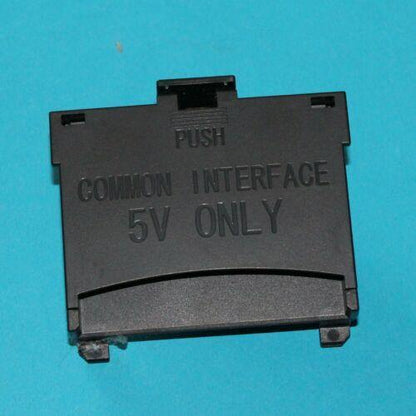 PUSH
COMMON INTERFACE
5V ONLY